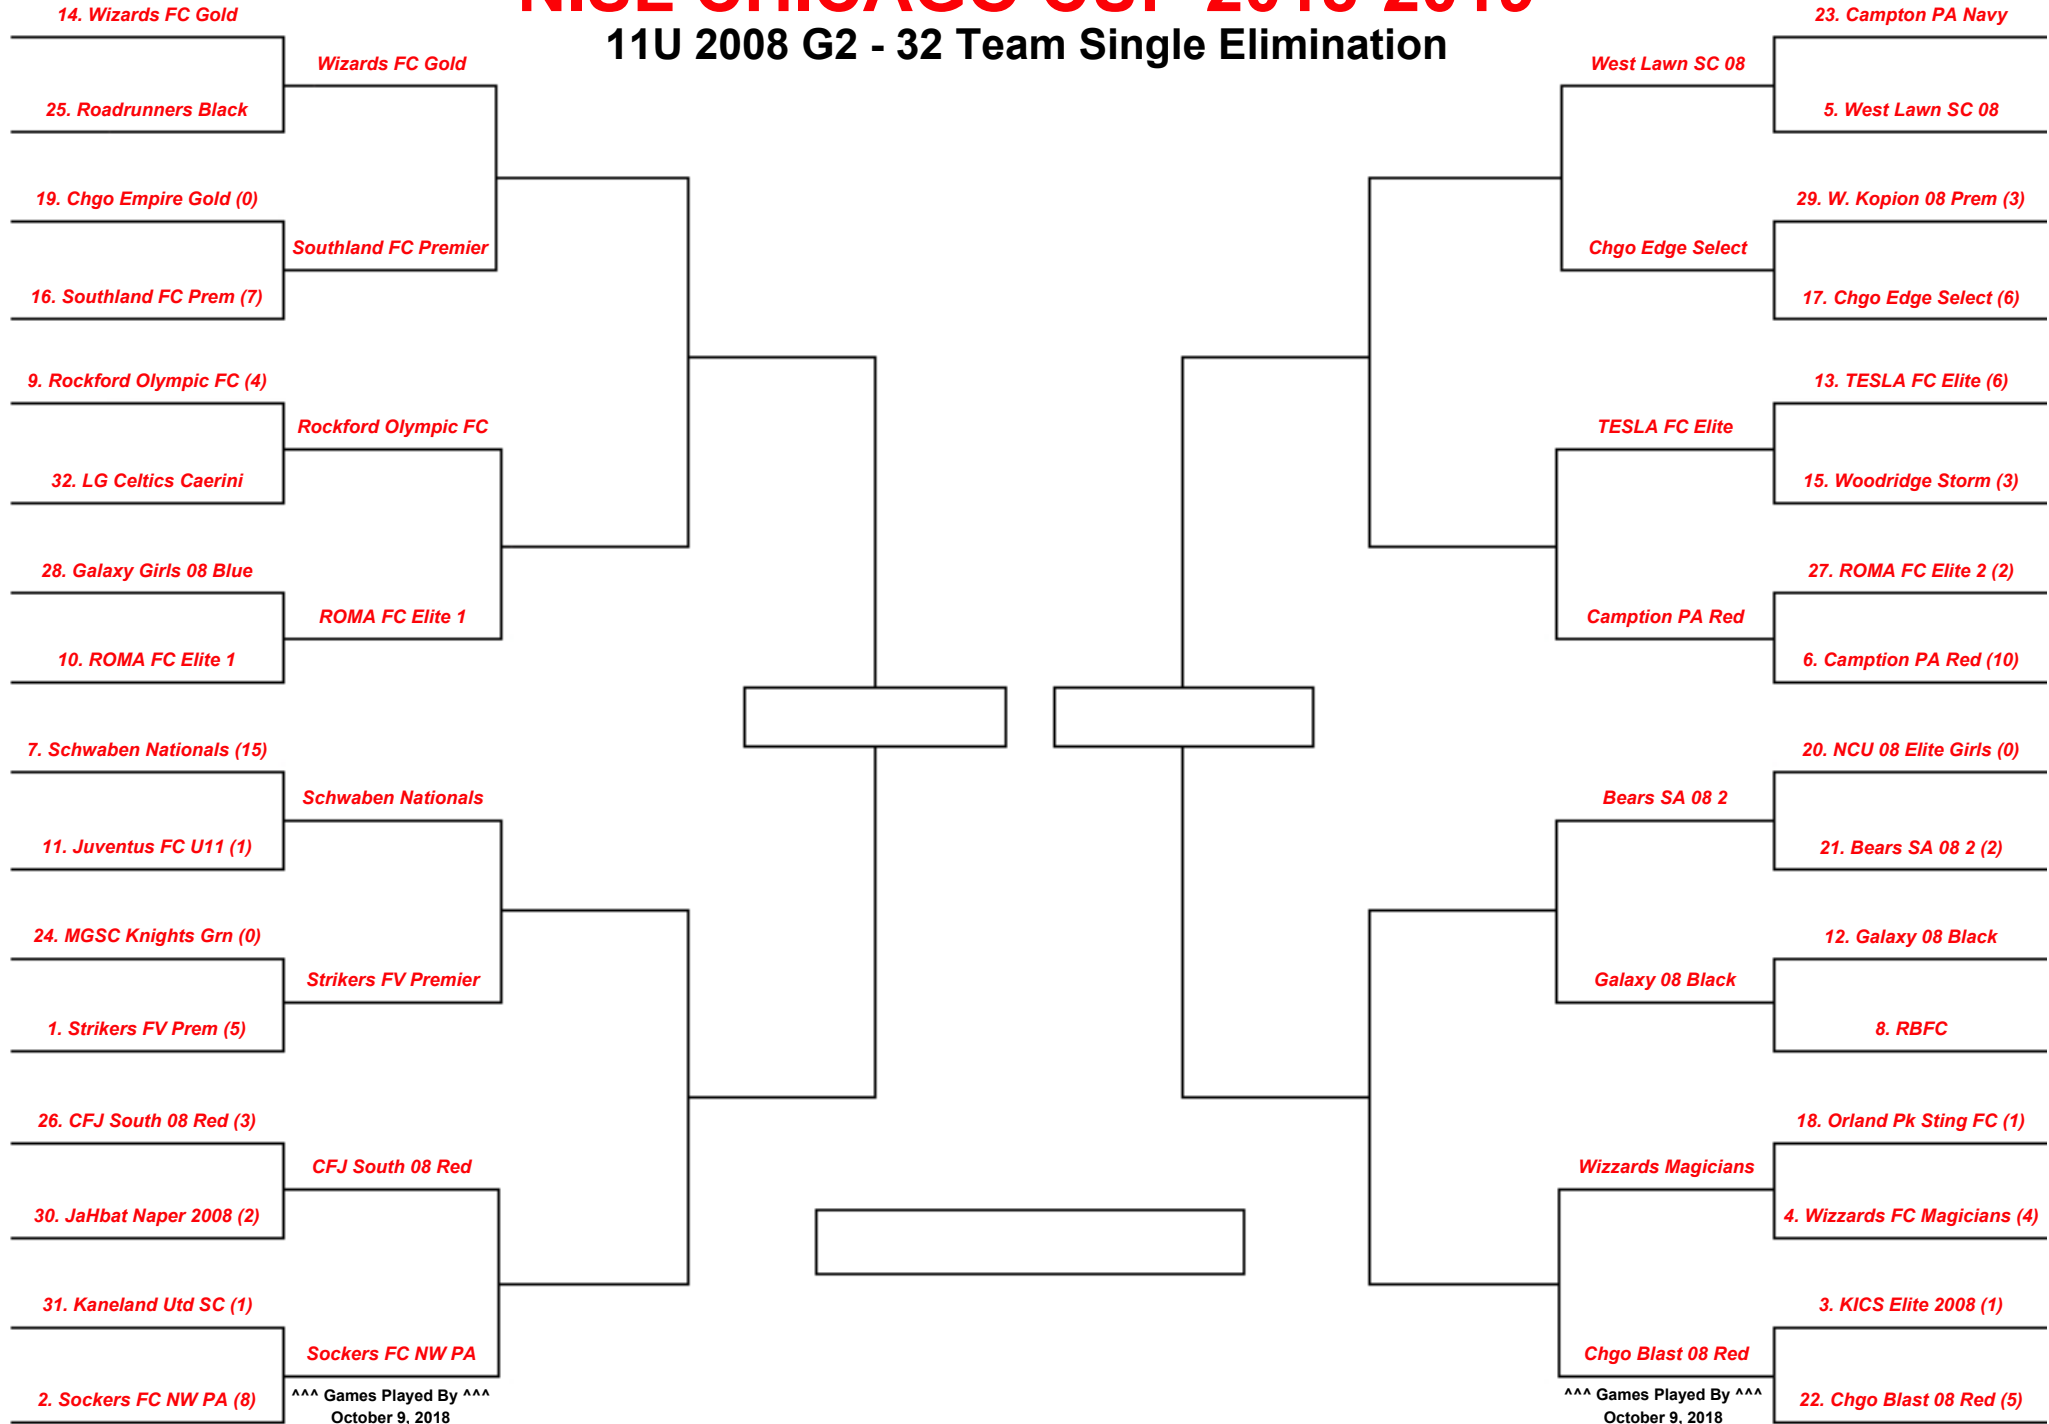 NISL CHICAGO CUP 2018-2019
11U 2008 G2 - 32 Team Single Elimination
14. Wizards FC Gold
Wizards FC Gold
25. Roadrunners Black
19. Chgo Empire Gold (0)
Southland FC Premier
16. Southland FC Prem (7)
9. Rockford Olympic FC (4)
Rockford Olympic FC
32. LG Celtics Caerini
28. Galaxy Girls 08 Blue
ROMA FC Elite 1
10. ROMA FC Elite 1
7. Schwaben Nationals (15)
Schwaben Nationals
11. Juventus FC U11 (1)
24. MGSC Knights Grn (0)
Strikers FV Premier
1. Strikers FV Prem (5)
26. CFJ South 08 Red (3)
CFJ South 08 Red
30. JaHbat Naper 2008 (2)
31. Kaneland Utd SC (1)
Sockers FC NW PA
2. Sockers FC NW PA (8)
^^^ Games Played By ^^^
October 9, 2018
23. Campton PA Navy
West Lawn SC 08
5. West Lawn SC 08
29. W. Kopion 08 Prem (3)
Chgo Edge Select
17. Chgo Edge Select (6)
13. TESLA FC Elite (6)
TESLA FC Elite
15. Woodridge Storm (3)
27. ROMA FC Elite 2 (2)
Camption PA Red
6. Camption PA Red (10)
20. NCU 08 Elite Girls (0)
Bears SA 08 2
21. Bears SA 08 2 (2)
12. Galaxy 08 Black
Galaxy 08 Black
8. RBFC
18. Orland Pk Sting FC (1)
Wizzards Magicians
4. Wizzards FC Magicians (4)
3. KICS Elite 2008 (1)
Chgo Blast 08 Red
22. Chgo Blast 08 Red (5)
^^^ Games Played By ^^^
October 9, 2018